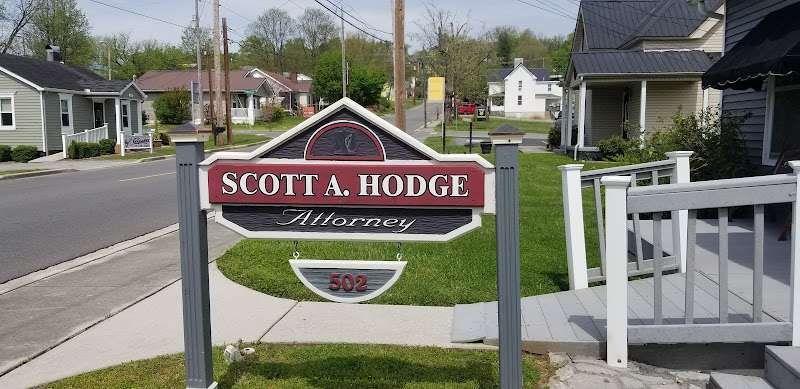 SCOTT A. HODGE
Attorney
502